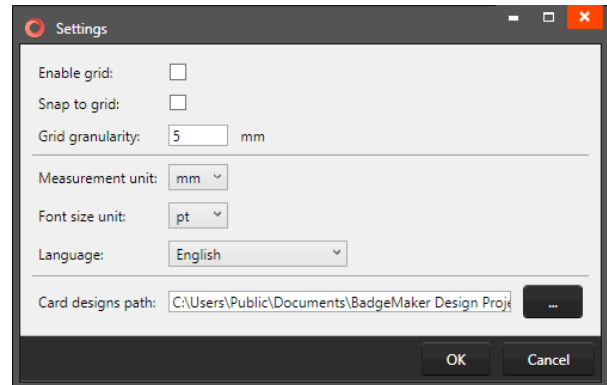 Settings
Enable grid:
Snap to grid:
Grid granularity: 5 mm
Measurement unit: mm
Font size unit: pt
Language: English
Card designs path: C:\Users\Public\Documents\BadgeMaker Design Proje ...
OK Cancel